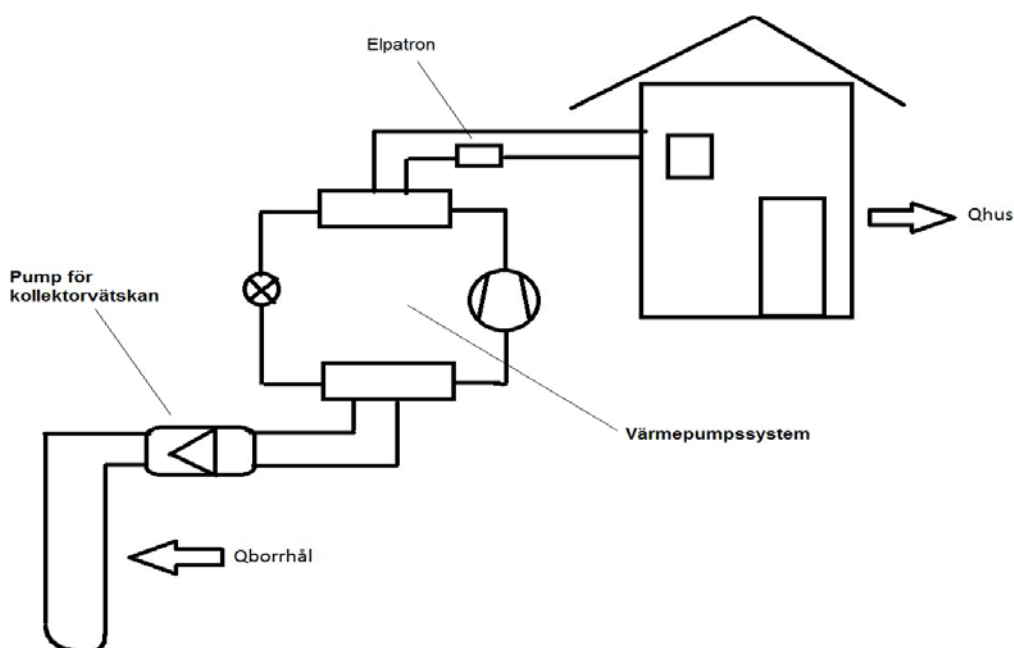 Elpatron
Qhus
Pump för
kollektorvätskan
Värmepumpssystem
Qborrhål